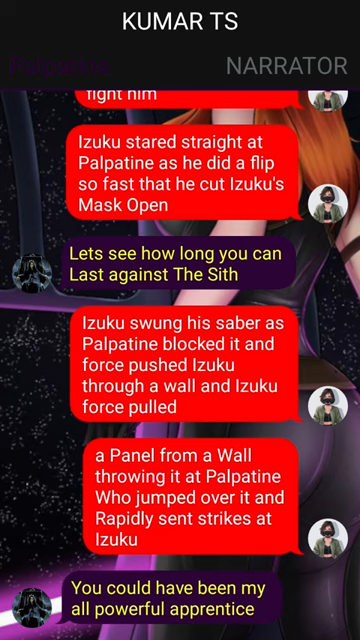 KUMAR TS
Palpatine
NARRATOR
fight him
Izuku stared straight at
Palpatine as he did a flip
so fast that he cut Izuku's
Mask Open
Lets see how long you can
Last against The Sith
Izuku swung his saber as
Palpatine blocked it and
force pushed Izuku
through a wall and Izuku
force pulled
a Panel from a Wall
throwing it at Palpatine
Who jumped over it and
Rapidly sent strikes at
Izuku
You could have been my
all powerful apprentice